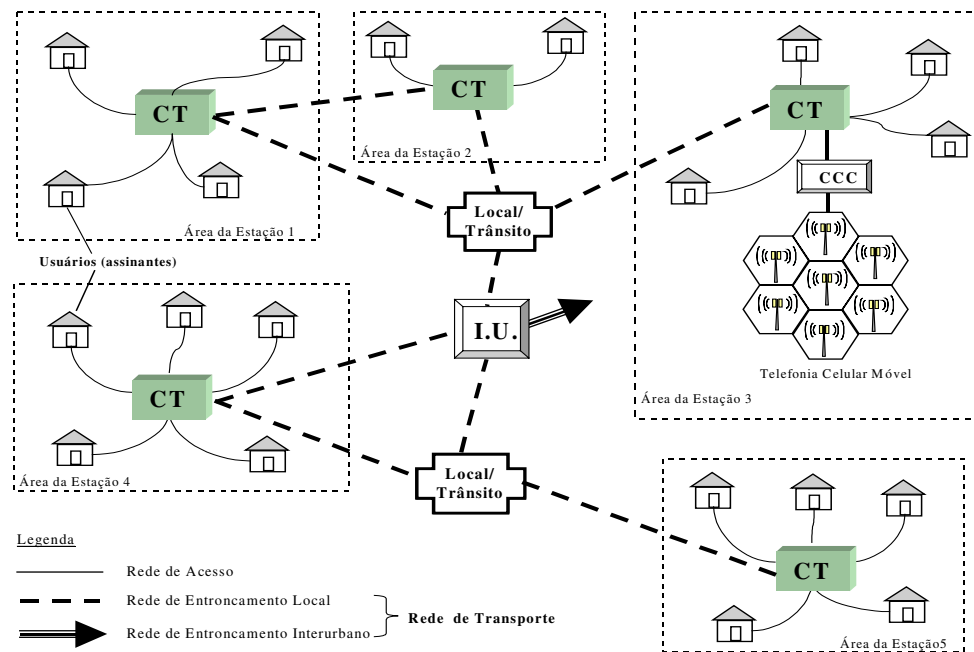 CT
Área da Estação 1
CT
Área da Estação 2
CT
CCC
Telefonia Celular Móvel
Área da Estação 3
Local/
Trânsito
Usuários (assinantes)
I.U.
CT
Área da Estação 4
Local/
Trânsito
CT
Área da Estação5
Legenda
Rede de Acesso
Rede de Entroncamento Local
Rede de Entroncamento Interurbano
Rede de Transporte